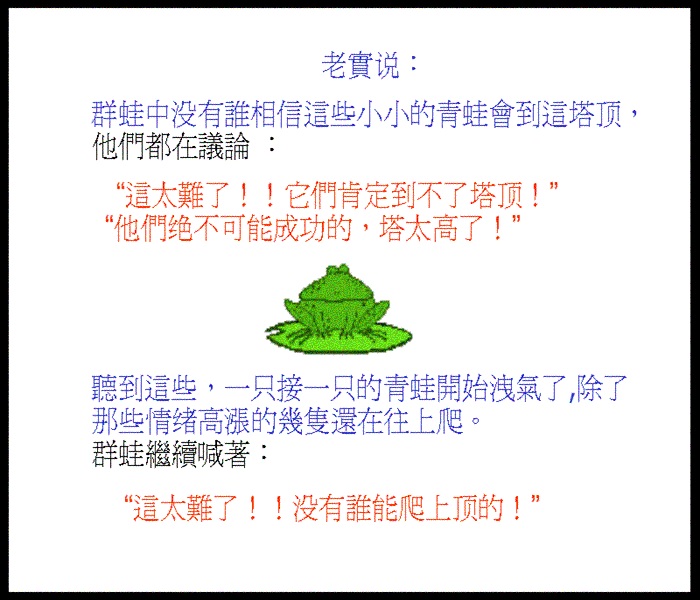 老實说：
群蛙中没有誰相信這些小小的青蛙會到這塔顶，
他們都在議論 ：
“這太難了！！它們肯定到不了塔顶！”
“他們绝不可能成功的，塔太高了！”
聽到這些，一只接一只的青蛙開始洩氣了,除了
那些情绪高漲的幾隻還在往上爬。
群蛙繼續喊著：
“這太難了！！没有誰能爬上顶的！”